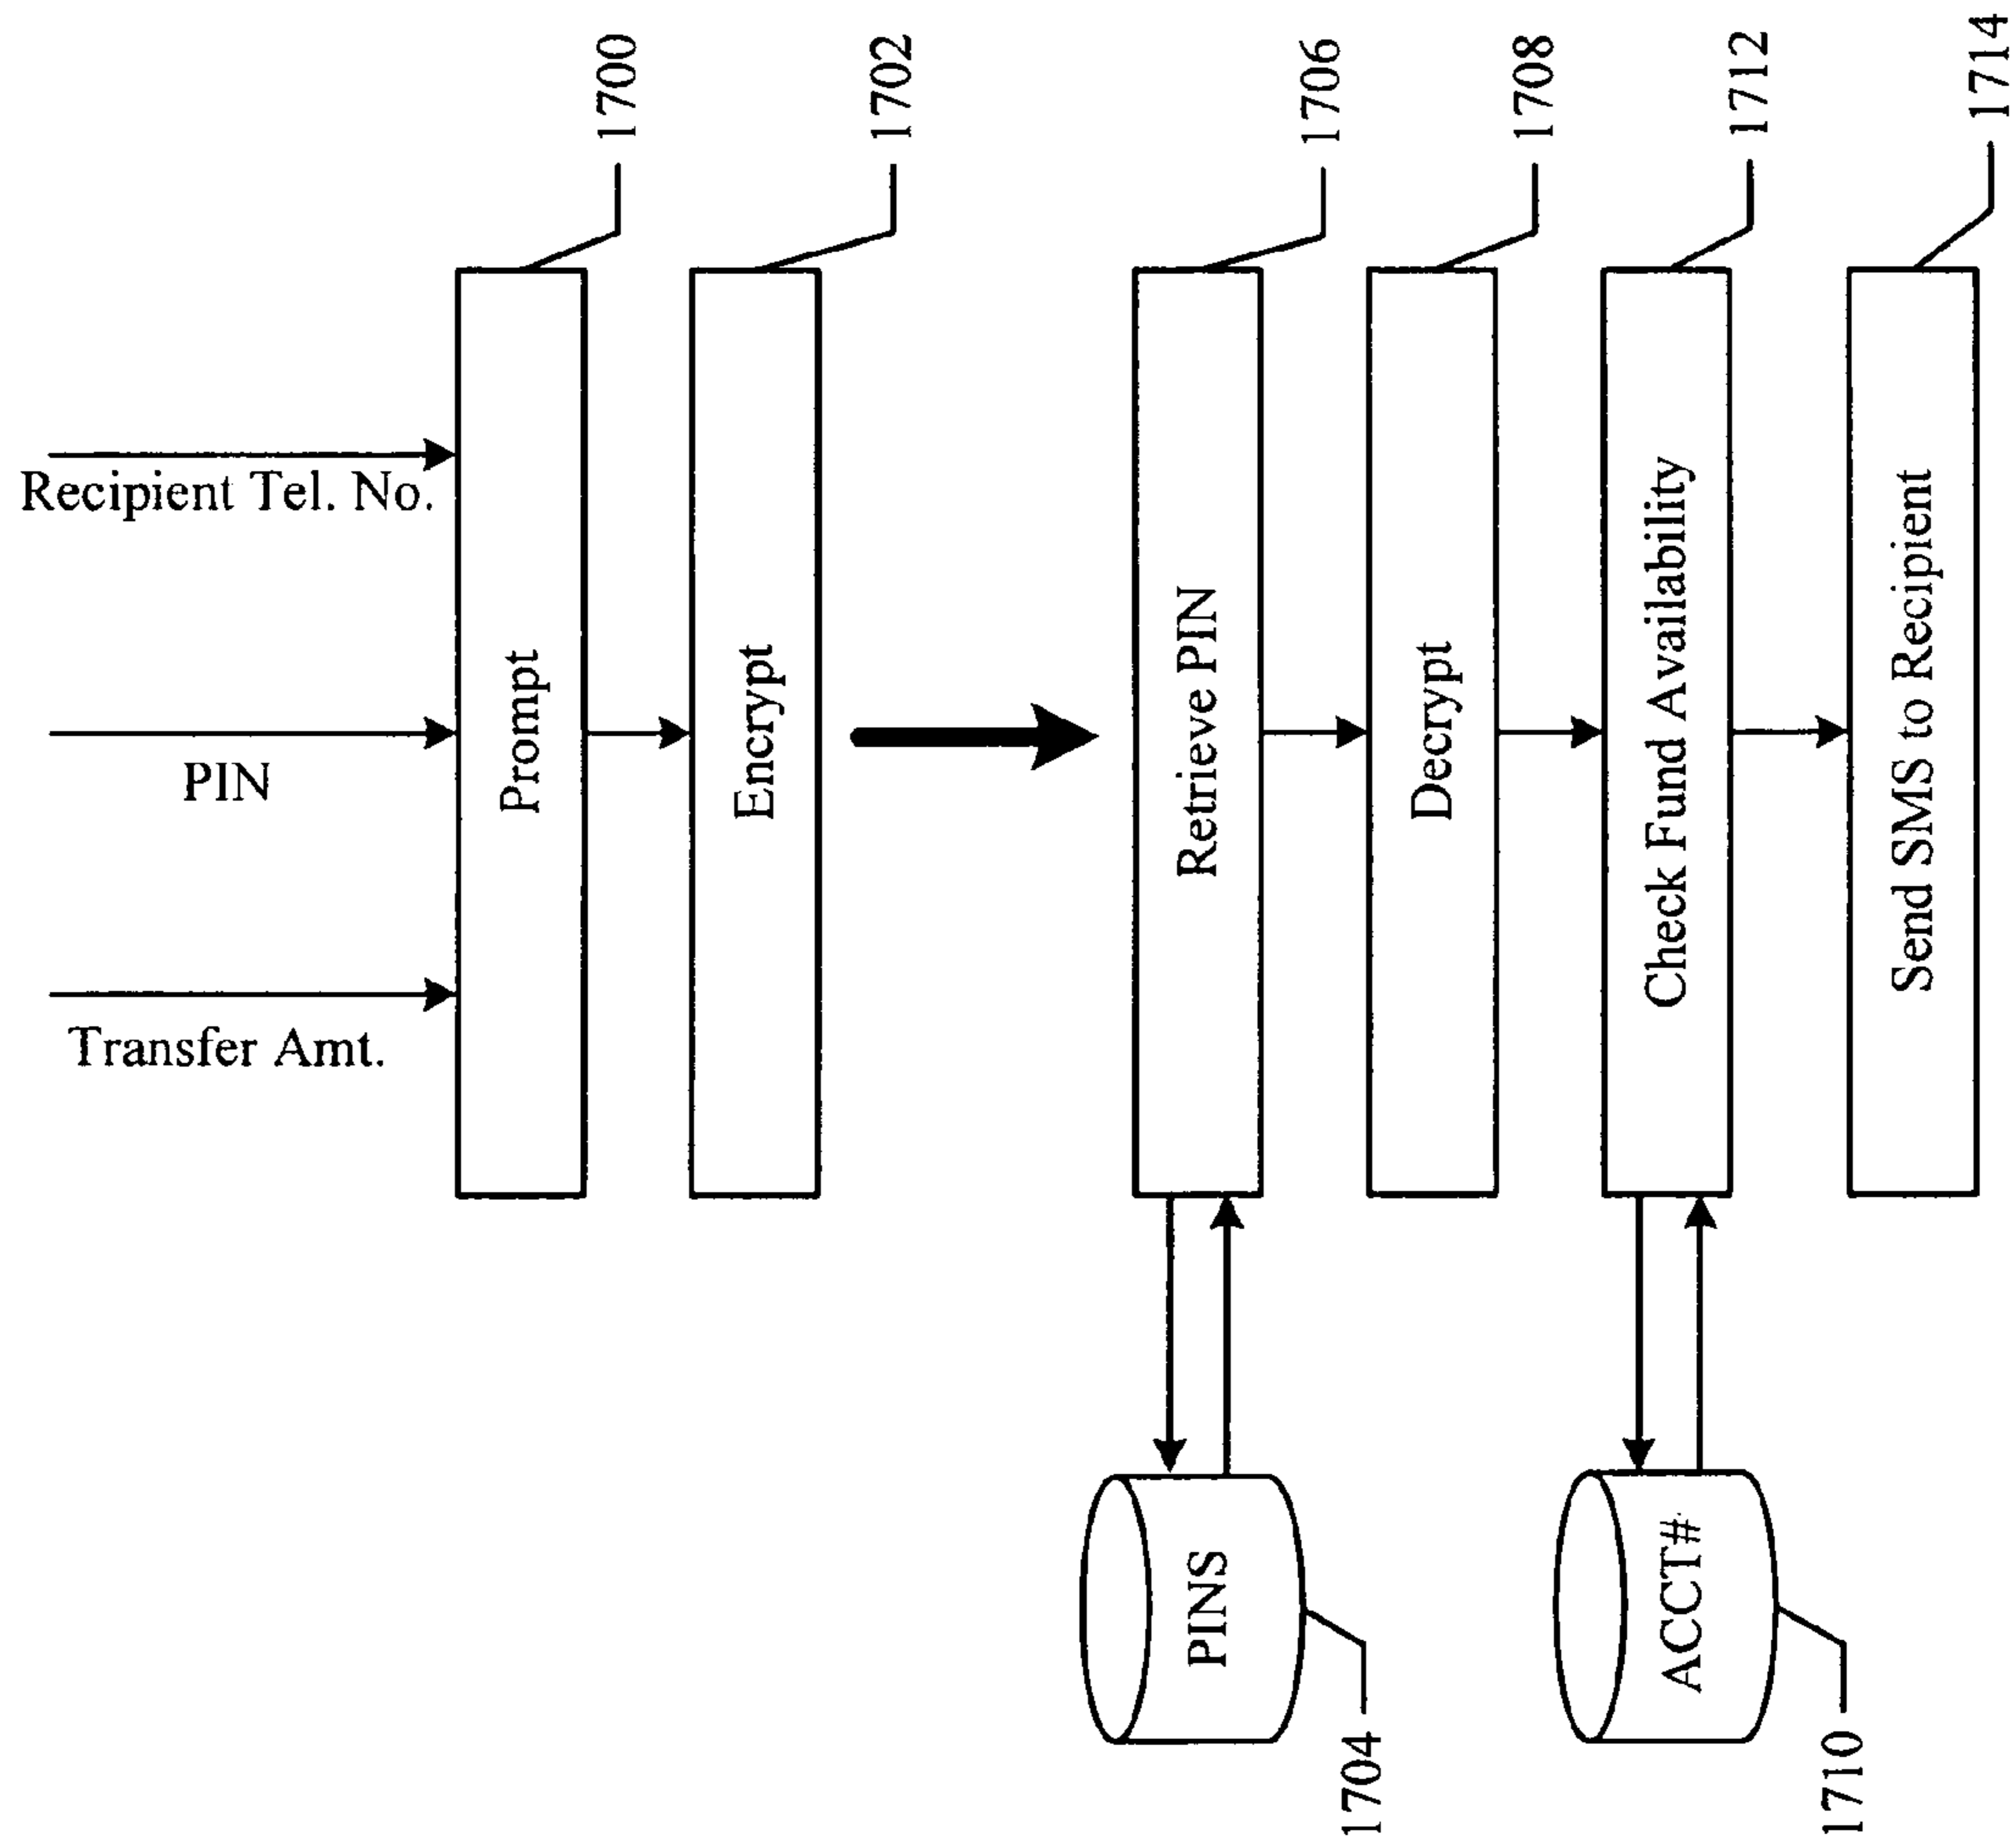 Transfer Amt.
PIN
Recipient Tel. No.
Prompt
1700
Encrypt
1702
PINS
1704
Retrieve PIN
1706
Decrypt
1708
ACCT#
1710
Check Fund Availability
1712
Send SMS to Recipient
1714